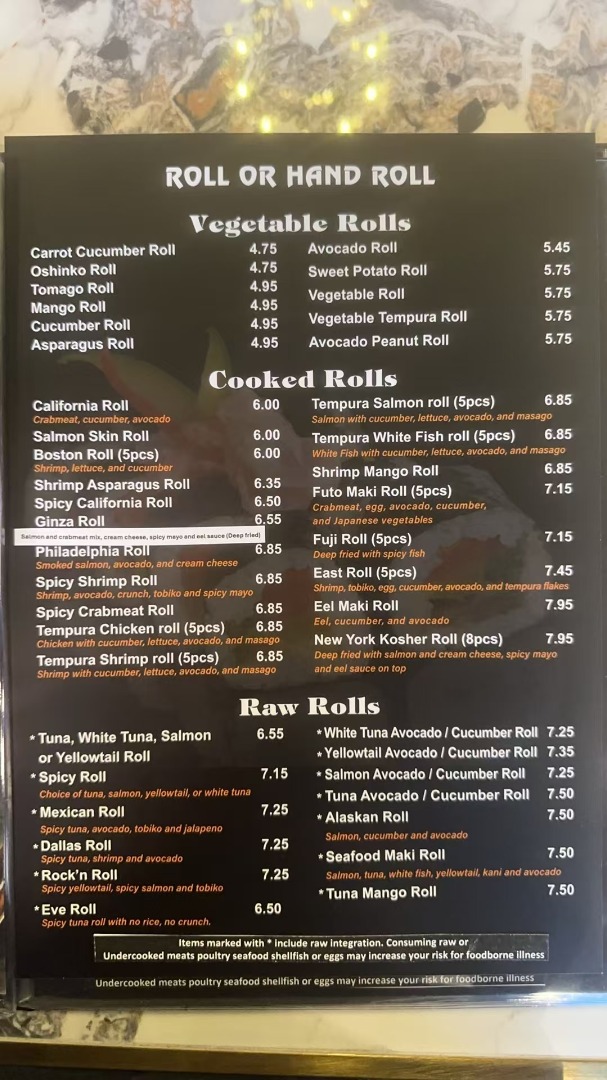 ROLL OR HAND ROLL
Vegetable Rolls
Carrot Cucumber Roll 4.75
Oshinko Roll 4.75
Tomago Roll 4.95
Mango Roll 4.95
Cucumber Roll 4.95
Asparagus Roll 4.95
Avocado Roll 5.45
Sweet Potato Roll 5.75
Vegetable Roll 5.75
Vegetable Tempura Roll 5.75
Avocado Peanut Roll 5.75
Cooked Rolls
California Roll 6.00
Crabmeat, cucumber, avocado
Salmon Skin Roll 6.00
Boston Roll (5pcs) 6.00
Shrimp, lettuce, and cucumber
Shrimp Asparagus Roll 6.35
Spicy California Roll 6.50
Ginza Roll 6.55
Salmon and crabmeat mix, cream cheese, spicy mayo and eel sauce (Deep fried)
Philadelphia Roll 6.85
Smoked salmon, avocado, and cream cheese
Spicy Shrimp Roll 6.85
Shrimp, avocado, crunch, tobiko and spicy mayo
Spicy Crabmeat Roll 6.85
Tempura Chicken roll (5pcs) 6.85
Chicken with cucumber, lettuce, avocado, and masago
Tempura Shrimp roll (5pcs) 6.85
Shrimp with cucumber, lettuce, avocado, and masago
Tempura Salmon roll (5pcs) 6.85
Salmon with cucumber, lettuce, avocado, and masago
Tempura White Fish roll (5pcs) 6.85
White Fish with cucumber, lettuce, avocado, and masago
Shrimp Mango Roll 6.85
Futo Maki Roll (5pcs) 7.15
Crabmeat, egg, avocado, cucumber,
and Japanese vegetables
Fuji Roll (5pcs) 7.15
Deep fried with spicy fish
East Roll (5pcs) 7.45
Shrimp, tobiko, egg, cucumber, avocado, and tempura flakes
Eel Maki Roll 7.95
Eel, cucumber, and avocado
New York Kosher Roll (8pcs) 7.95
Deep fried with salmon and cream cheese, spicy mayo
and eel sauce on top
Raw Rolls
* Tuna, White Tuna, Salmon 6.55
or Yellowtail Roll
* Spicy Roll 7.15
Choice of tuna, salmon, yellowtail, or white tuna
* Mexican Roll 7.25
Spicy tuna, avocado, tobiko and jalapeno
* Dallas Roll 7.25
Spicy tuna, shrimp and avocado
* Rock'n Roll 7.25
Spicy yellowtail, spicy salmon and tobiko
* Eve Roll 6.50
Spicy tuna roll with no rice, no crunch.
* White Tuna Avocado / Cucumber Roll 7.25
* Yellowtail Avocado / Cucumber Roll 7.35
* Salmon Avocado / Cucumber Roll 7.25
* Tuna Avocado / Cucumber Roll 7.50
* Alaskan Roll 7.50
Salmon, cucumber and avocado
* Seafood Maki Roll 7.50
Salmon, tuna, white fish, yellowtail, kani and avocado
* Tuna Mango Roll 7.50
Items marked with * include raw integration. Consuming raw or
Undercooked meats poultry seafood shellfish or eggs may increase your risk for foodborne illness
Undercooked meats poultry seafood shellfish or eggs may increase your risk for foodborne illness